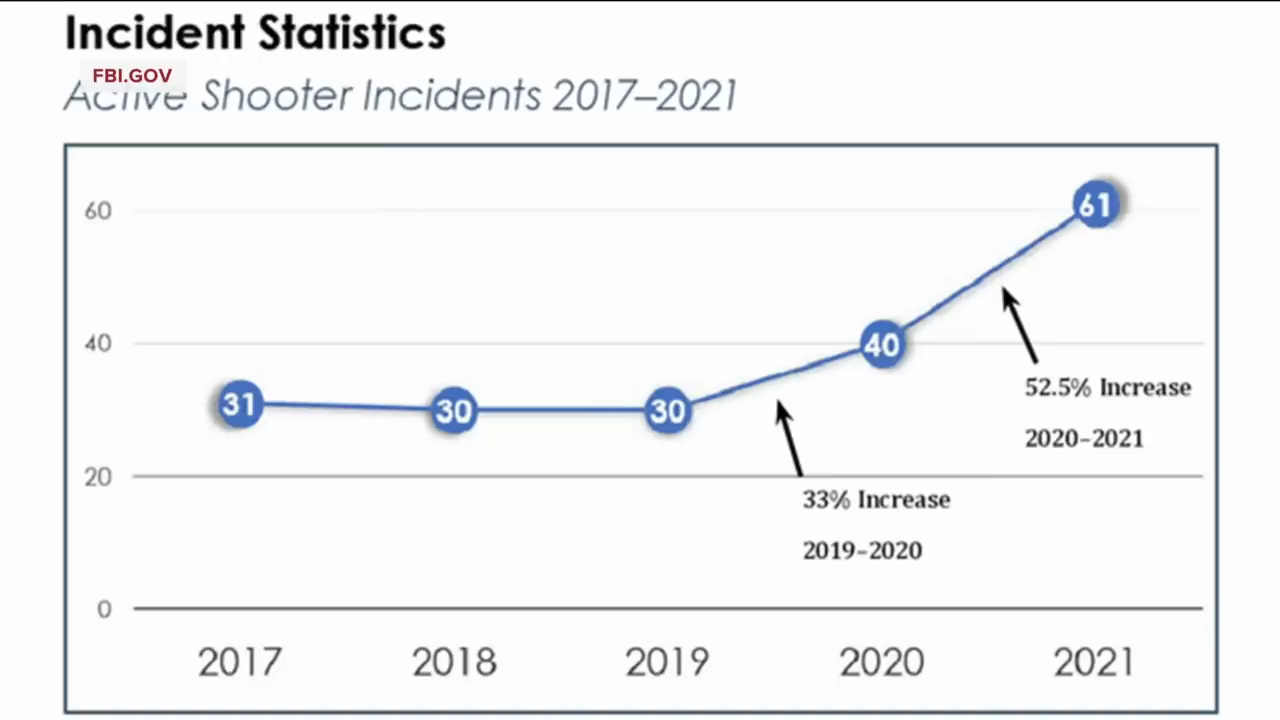 Incident Statistics
FBI.GOV
Active Shooter Incidents 2017–2021
60
61
40
40
52.5% Increase
2020–2021
31
30
30
20
33% Increase
2019–2020
0
2017 2018 2019 2020 2021